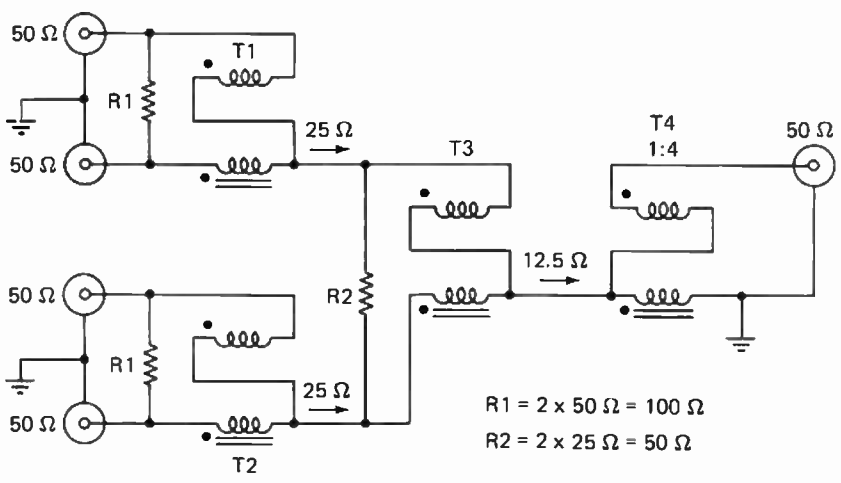 50 Ω
T1
R1
25 Ω
50 Ω
T3
T4
1:4
50 Ω
12.5 Ω
50 Ω
R2
R1
25 Ω
50 Ω
T2
R1 = 2 x 50 Ω = 100 Ω
R2 = 2 x 25 Ω = 50 Ω